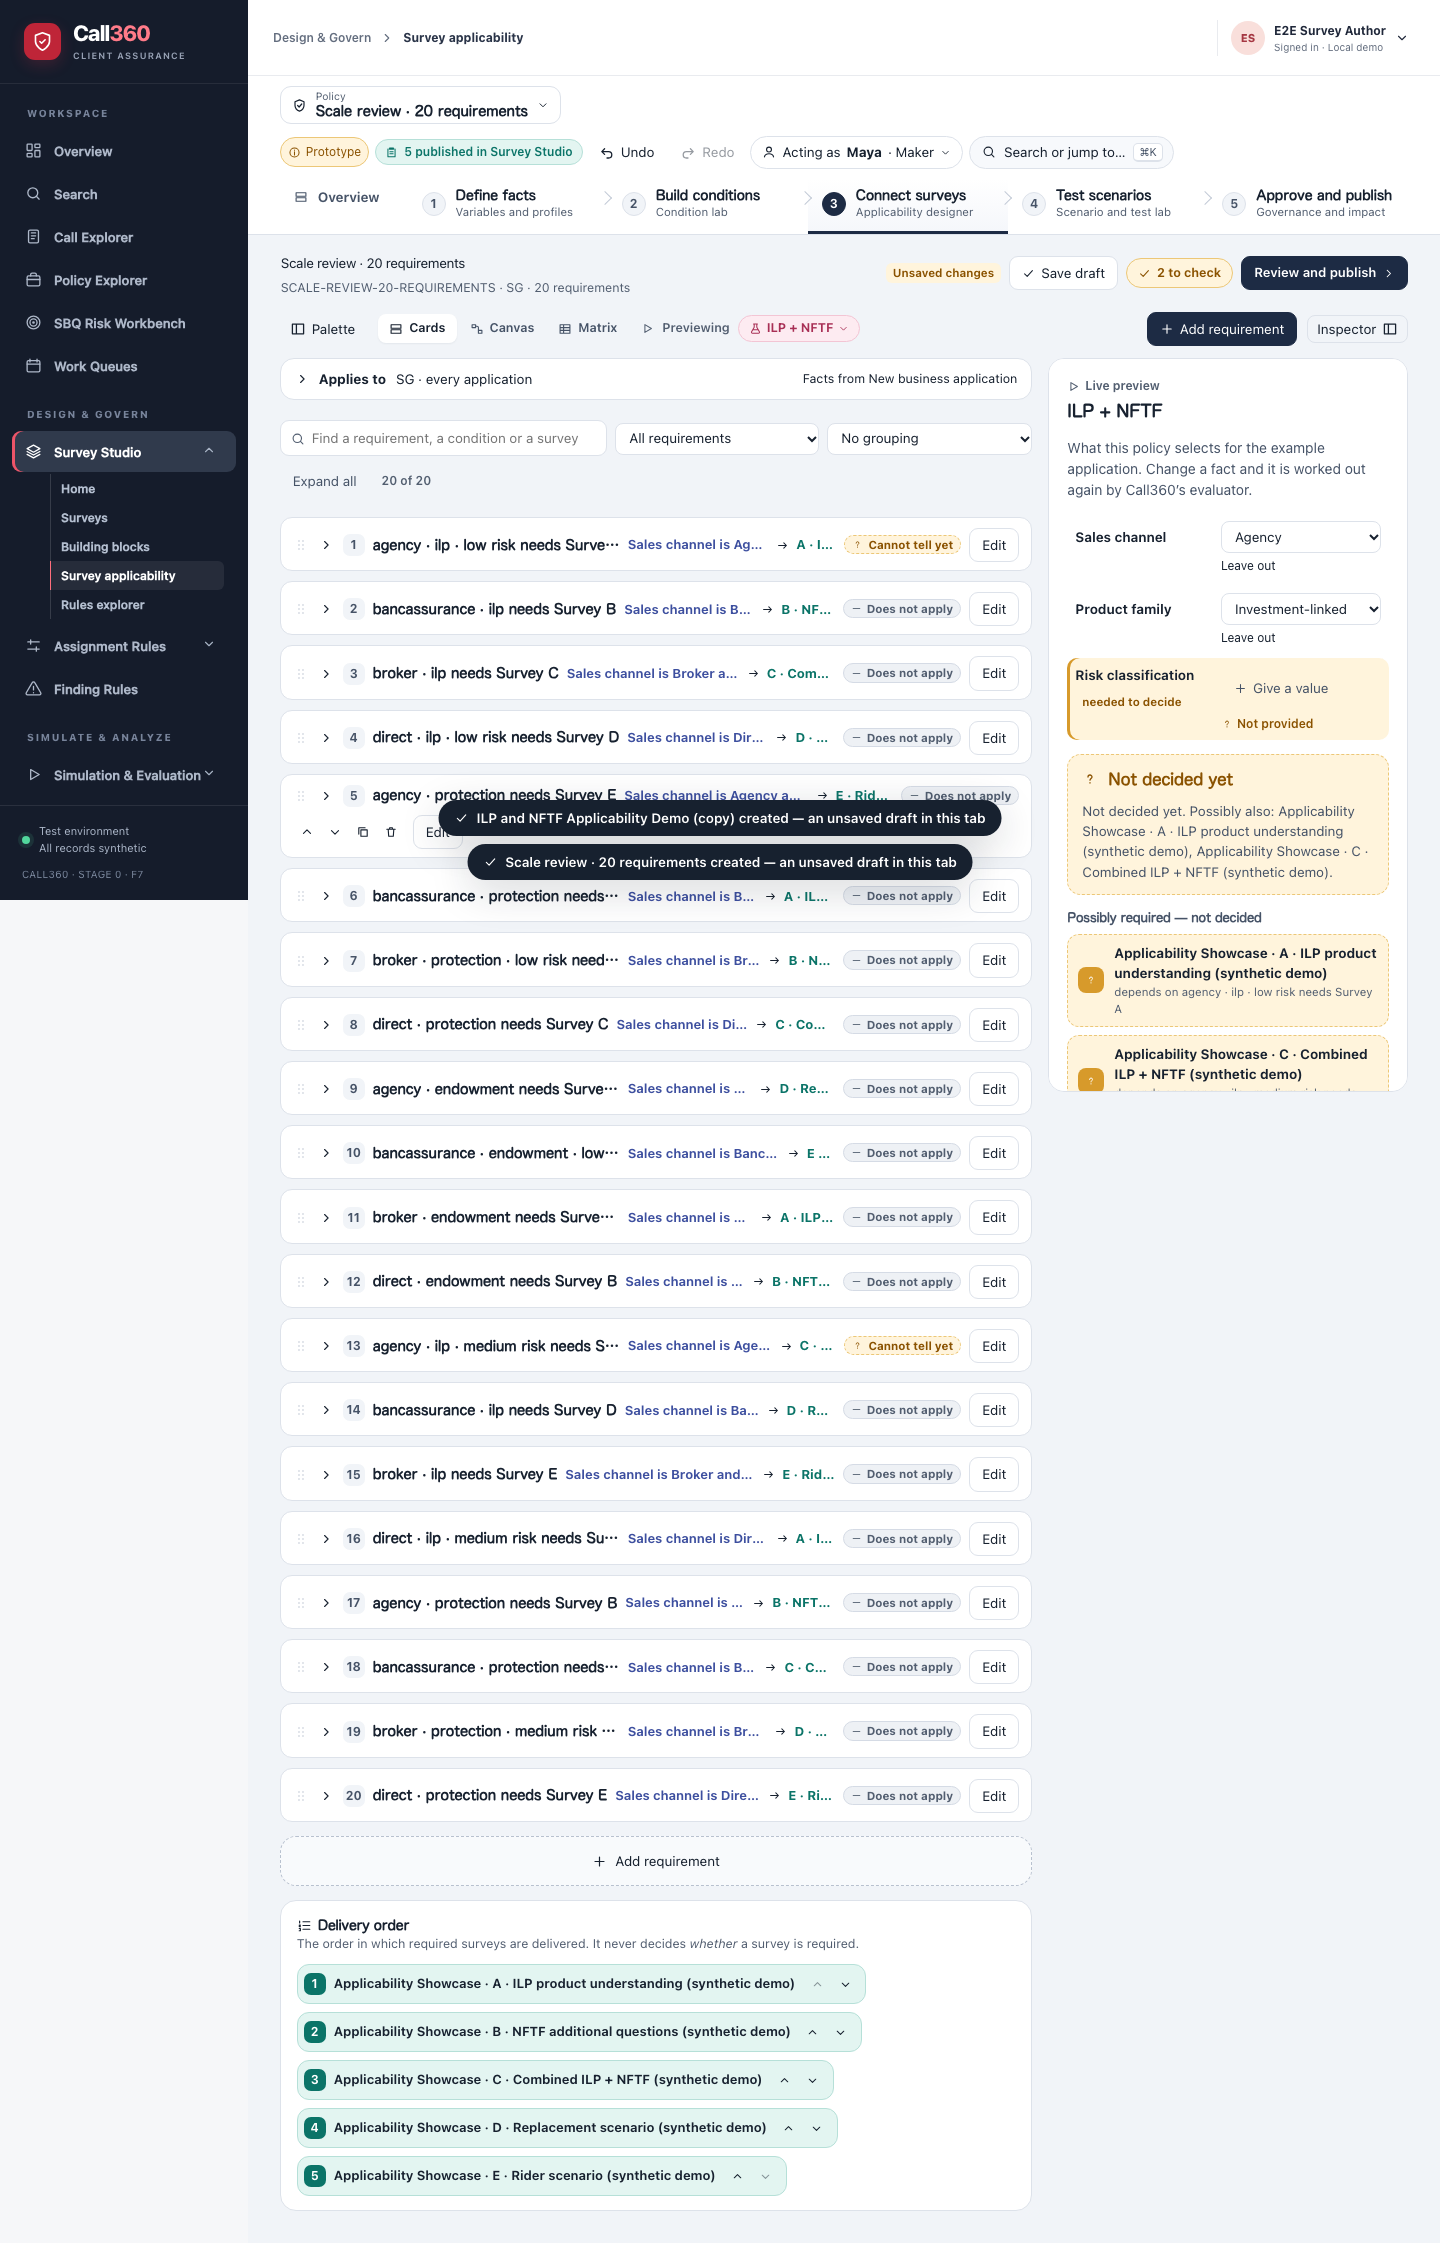 Call360
CLIENT ASSURANCE
WORKSPACE
Overview
Search
Call Explorer
Policy Explorer
SBQ Risk Workbench
Work Queues
DESIGN & GOVERN
Survey Studio
Home
Surveys
Building blocks
Survey applicability
Rules explorer
Assignment Rules
Finding Rules
SIMULATE & ANALYZE
Simulation & Evaluation
Test environment
All records synthetic
CALL360 · STAGE 0 · F7
Design & Govern > Survey applicability
ES
E2E Survey Author
Signed in · Local demo
Policy
Scale review · 20 requirements
Prototype
5 published in Survey Studio
Undo
Redo
Acting as Maya · Maker
Search or jump to... ⌘K
Overview
1 Define facts
Variables and profiles
2 Build conditions
Condition lab
3 Connect surveys
Applicability designer
4 Test scenarios
Scenario and test lab
5 Approve and publish
Governance and impact
Scale review · 20 requirements
SCALE-REVIEW-20-REQUIREMENTS · SG · 20 requirements
Unsaved changes
Save draft
2 to check
Review and publish
Palette
Cards
Canvas
Matrix
Previewing
ILP + NFTF
Add requirement
Inspector
Applies to SG · every application
Facts from New business application
Find a requirement, a condition or a survey
All requirements
No grouping
Expand all
20 of 20
1 agency · ilp · low risk needs Surve··· Sales channel is Ag... → A · I... ? Cannot tell yet Edit
2 bancassurance · ilp needs Survey B Sales channel is B... → B · NF... — Does not apply Edit
3 broker · ilp needs Survey C Sales channel is Broker a... → C · Com... — Does not apply Edit
4 direct · ilp · low risk needs Survey D Sales channel is Dir... → D · ... — Does not apply Edit
5 agency · protection needs Survey E Sales channel is Agency a... → E · Rid... — Does not apply
Edit
ILP and NFTF Applicability Demo (copy) created — an unsaved draft in this tab
Scale review · 20 requirements created — an unsaved draft in this tab
6 bancassurance · protection needs··· Sales channel is B... → A · IL... — Does not apply Edit
7 broker · protection · low risk need··· Sales channel is Br... → B · N... — Does not apply Edit
8 direct · protection needs Survey C Sales channel is Di... → C · Co... — Does not apply Edit
9 agency · endowment needs Surve··· Sales channel is ... → D · Re... — Does not apply Edit
10 bancassurance · endowment · low··· Sales channel is Banc... → E ... — Does not apply Edit
11 broker · endowment needs Surve··· Sales channel is ... → A · ILP... — Does not apply Edit
12 direct · endowment needs Survey B Sales channel is ... → B · NFT... — Does not apply Edit
13 agency · ilp · medium risk needs S··· Sales channel is Age... → C · ... ? Cannot tell yet Edit
14 bancassurance · ilp needs Survey D Sales channel is Ba... → D · R... — Does not apply Edit
15 broker · ilp needs Survey E Sales channel is Broker and... → E · Rid... — Does not apply Edit
16 direct · ilp · medium risk needs Su··· Sales channel is Dir... → A · I... — Does not apply Edit
17 agency · protection needs Survey B Sales channel is ... → B · NFT... — Does not apply Edit
18 bancassurance · protection needs··· Sales channel is B... → C · C... — Does not apply Edit
19 broker · protection · medium risk ··· Sales channel is Br... → D · ... — Does not apply Edit
20 direct · protection needs Survey E Sales channel is Dire... → E · Ri... — Does not apply Edit
Add requirement
Delivery order
The order in which required surveys are delivered. It never decides whether a survey is required.
1 Applicability Showcase · A · ILP product understanding (synthetic demo)
2 Applicability Showcase · B · NFTF additional questions (synthetic demo)
3 Applicability Showcase · C · Combined ILP + NFTF (synthetic demo)
4 Applicability Showcase · D · Replacement scenario (synthetic demo)
5 Applicability Showcase · E · Rider scenario (synthetic demo)
Live preview
ILP + NFTF
What this policy selects for the example
application. Change a fact and it is worked out
again by Call360's evaluator.
Sales channel
Agency
Leave out
Product family
Investment-linked
Leave out
Risk classification
needed to decide
Give a value
? Not provided
? Not decided yet
Not decided yet. Possibly also: Applicability
Showcase · A · ILP product understanding
(synthetic demo), Applicability Showcase · C ·
Combined ILP + NFTF (synthetic demo).
Possibly required — not decided
? Applicability Showcase · A · ILP product
understanding (synthetic demo)
depends on agency · ilp · low risk needs Survey
A
? Applicability Showcase · C · Combined
ILP + NFTF (synthetic demo)